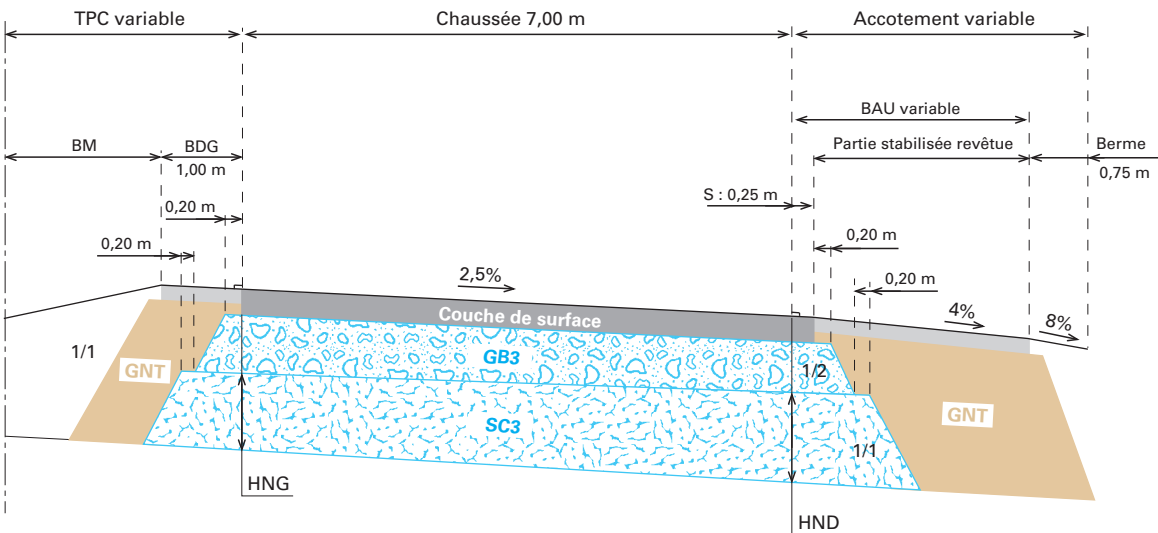 TPC variable
Chaussée 7,00 m
Accotement variable
BAU variable
BM
BDG
1,00 m
Partie stabilisée revêtue
Berme
0,75 m
S : 0,25 m
0,20 m
0,20 m
0,20 m
0,20 m
2,5%
4%
8%
Couche de surface
1/1
GNT
GB3
1/2
SC3
GNT
1/1
HNG
HND